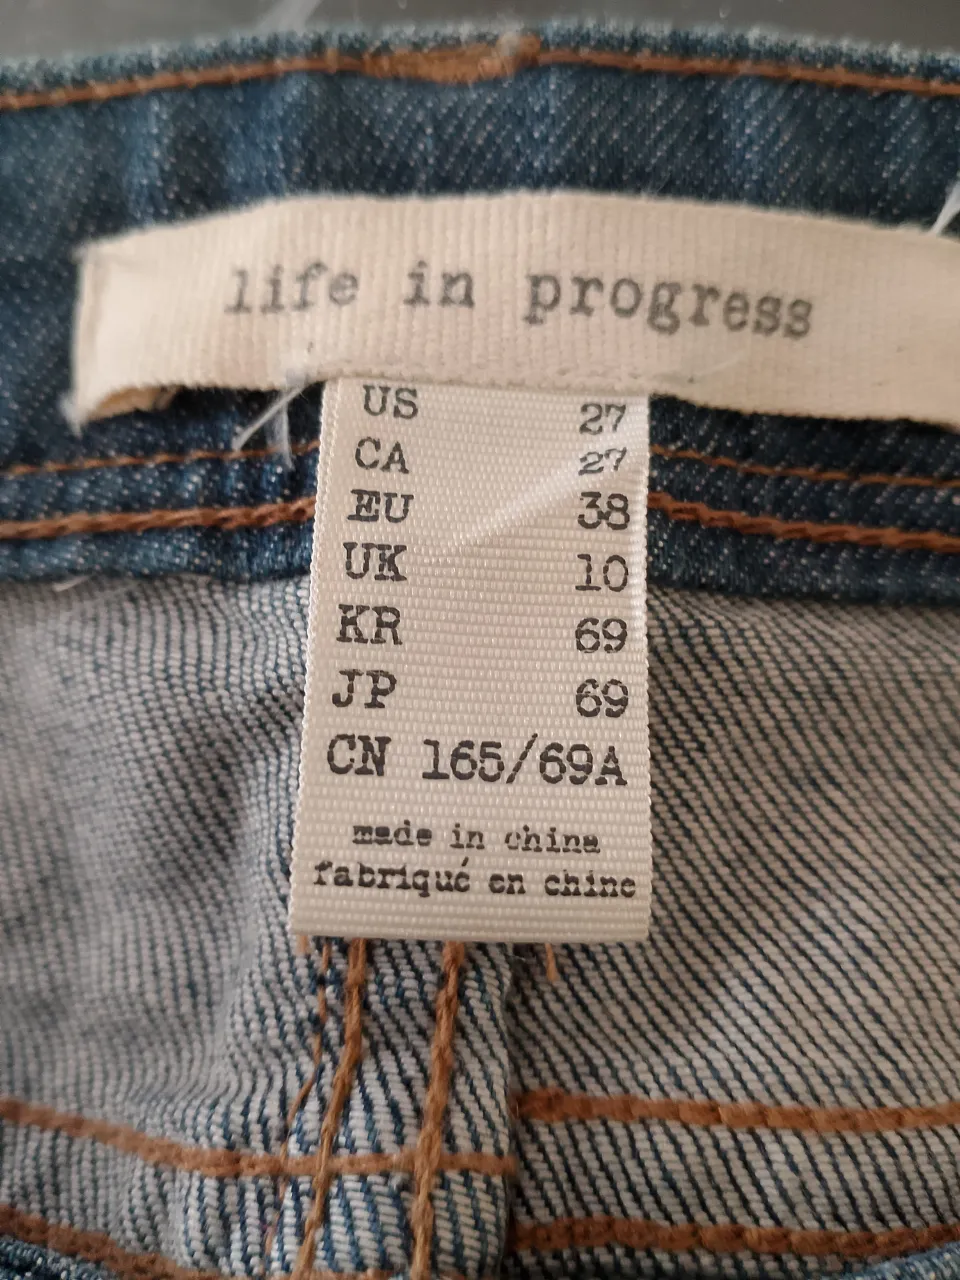 life in progress
US 27
CA 27
EU 38
UK 10
KR 69
JP 69
CN 165/69A
made in china
fabriqué en chine